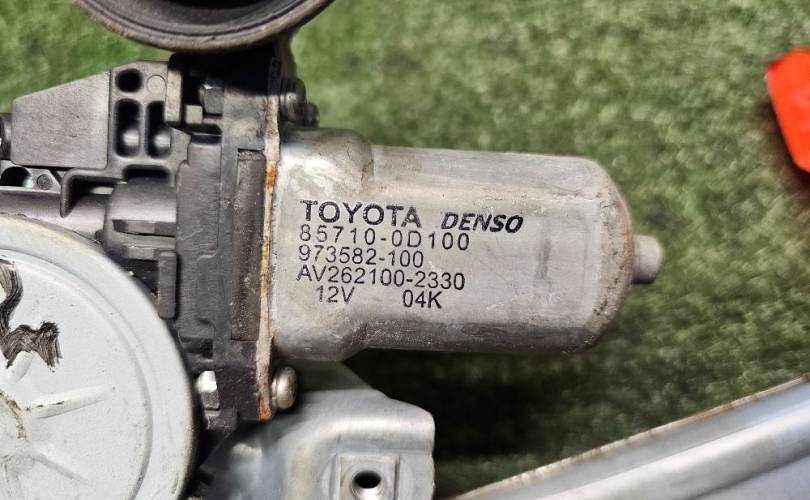 TOYOTA DENSO
85710-0D100
973582-100
AV262100-2330
12V 04K